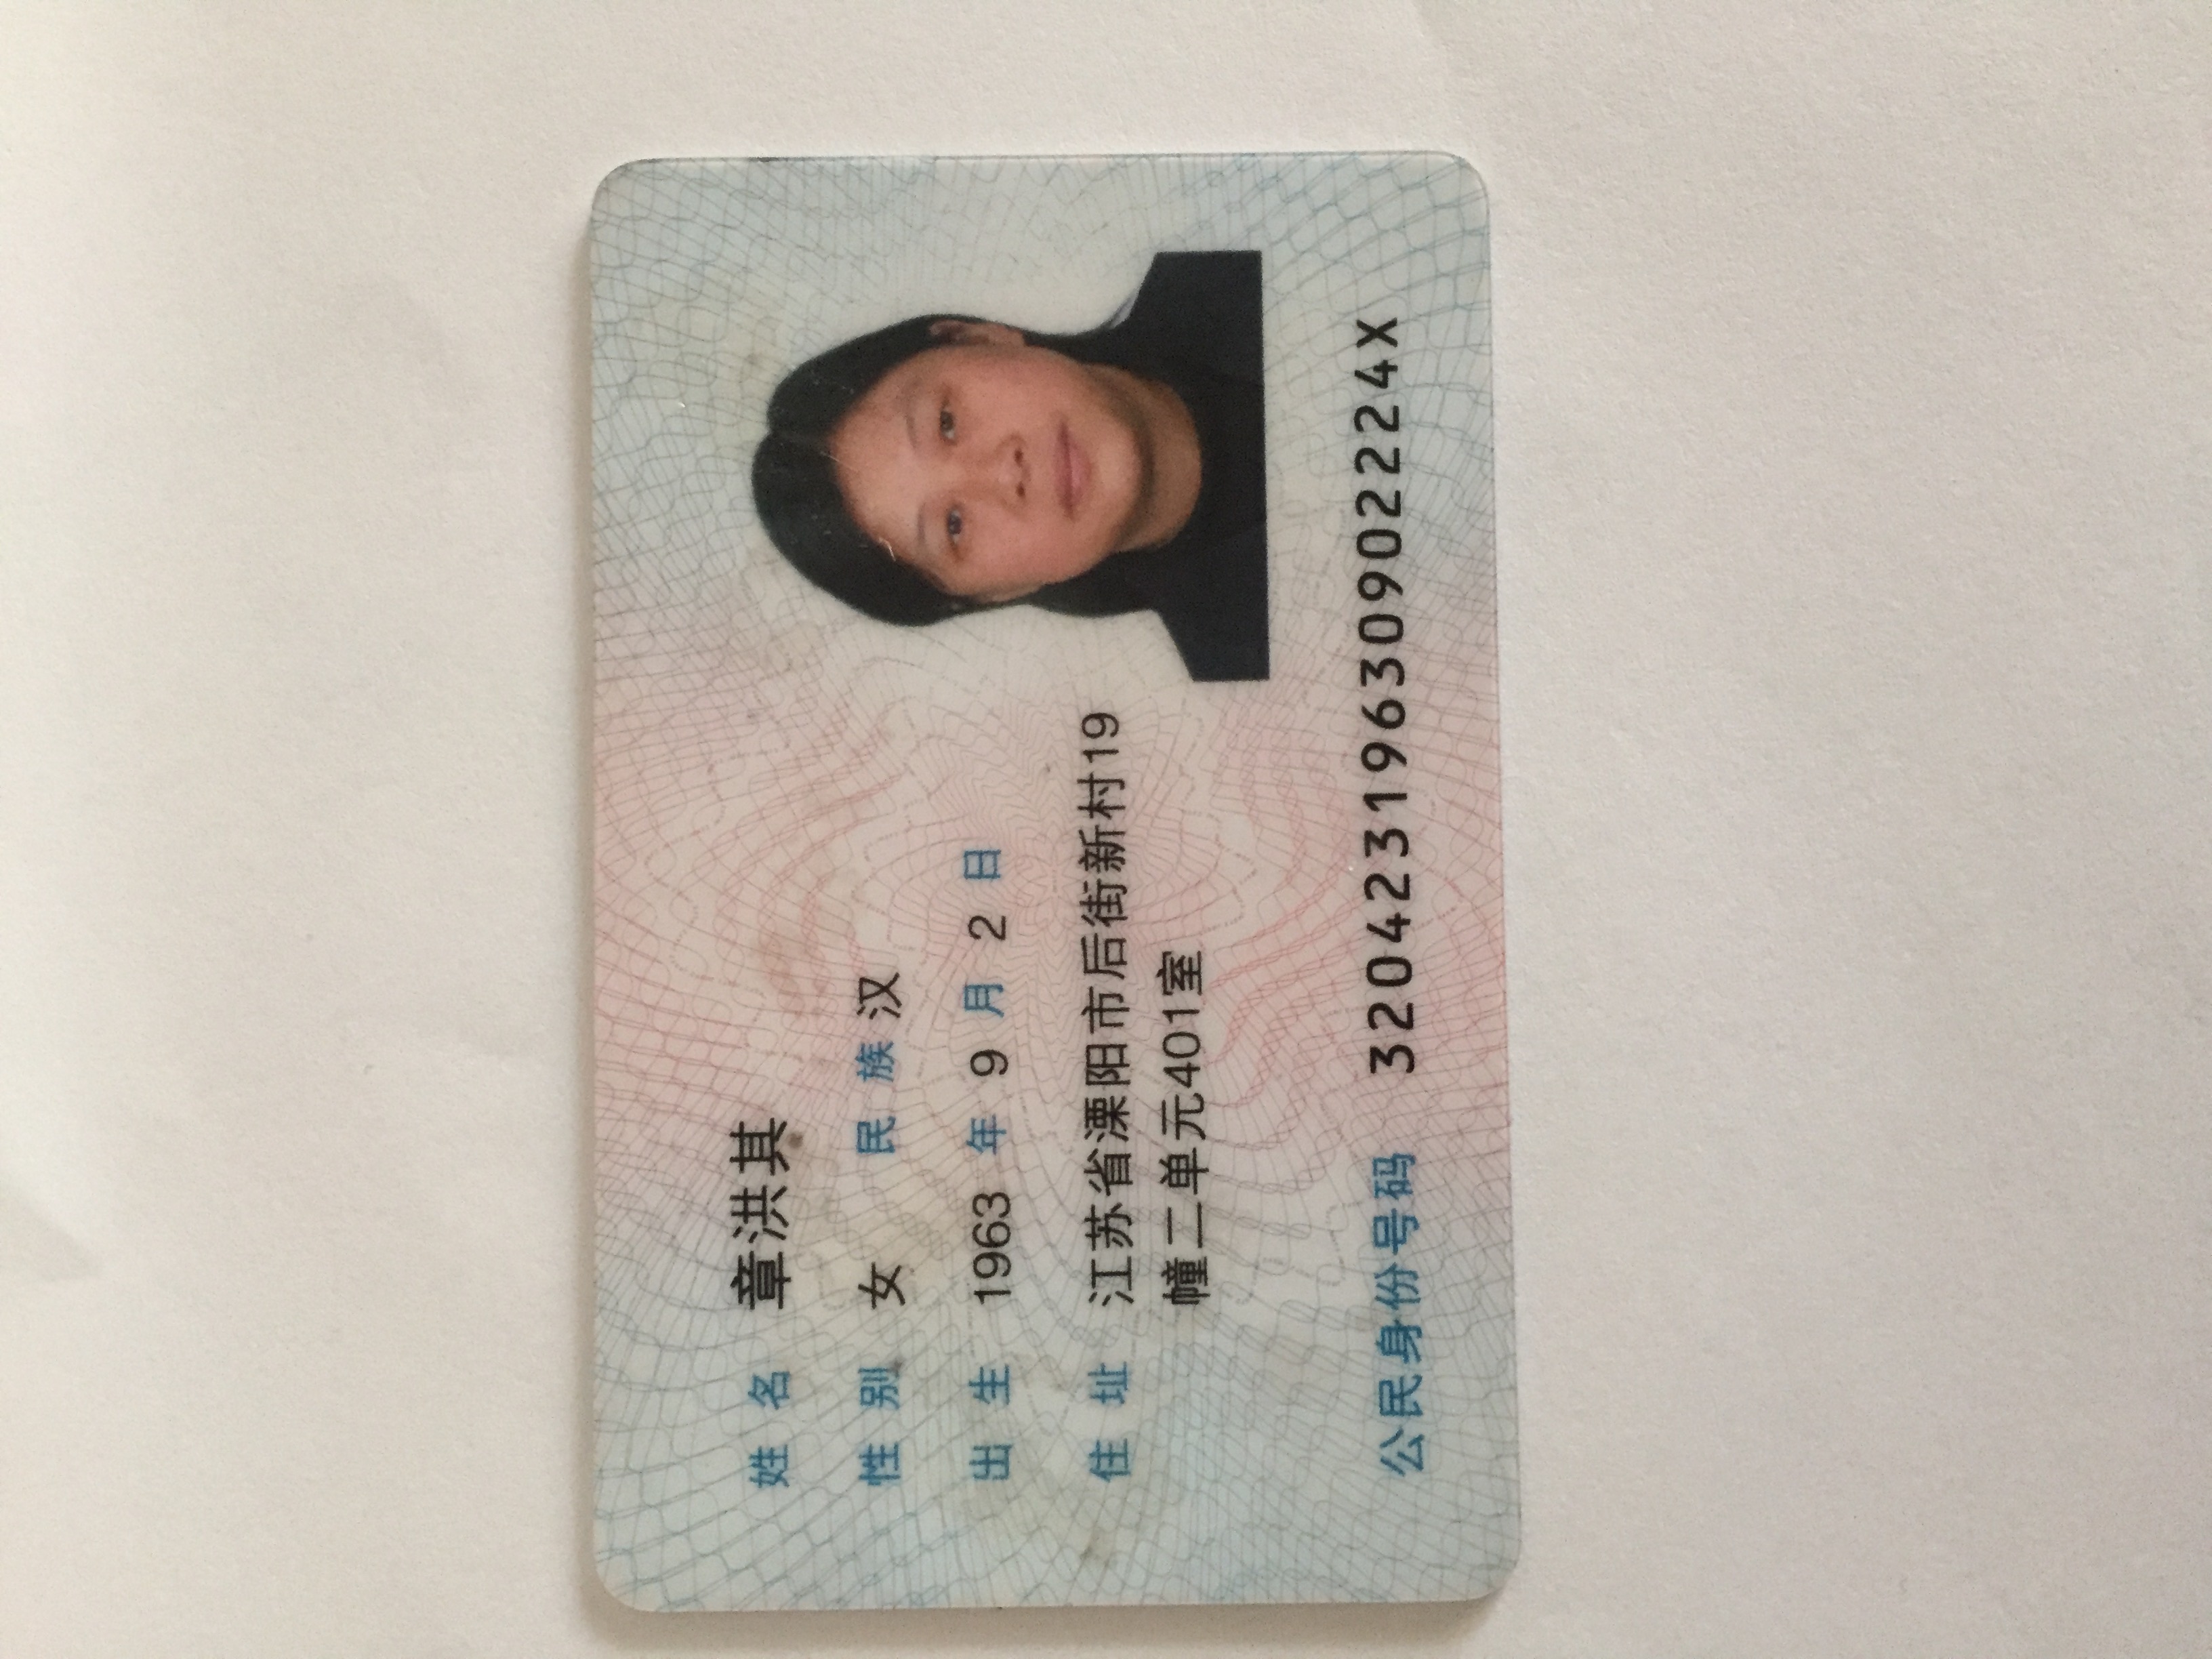 姓名 章洪其
性别 女 民族 汉
出生 1963 年 9 月 2 日
住址 江苏省溧阳市后街新村19
幢二单元401室
公民身份号码 32042319630902224X